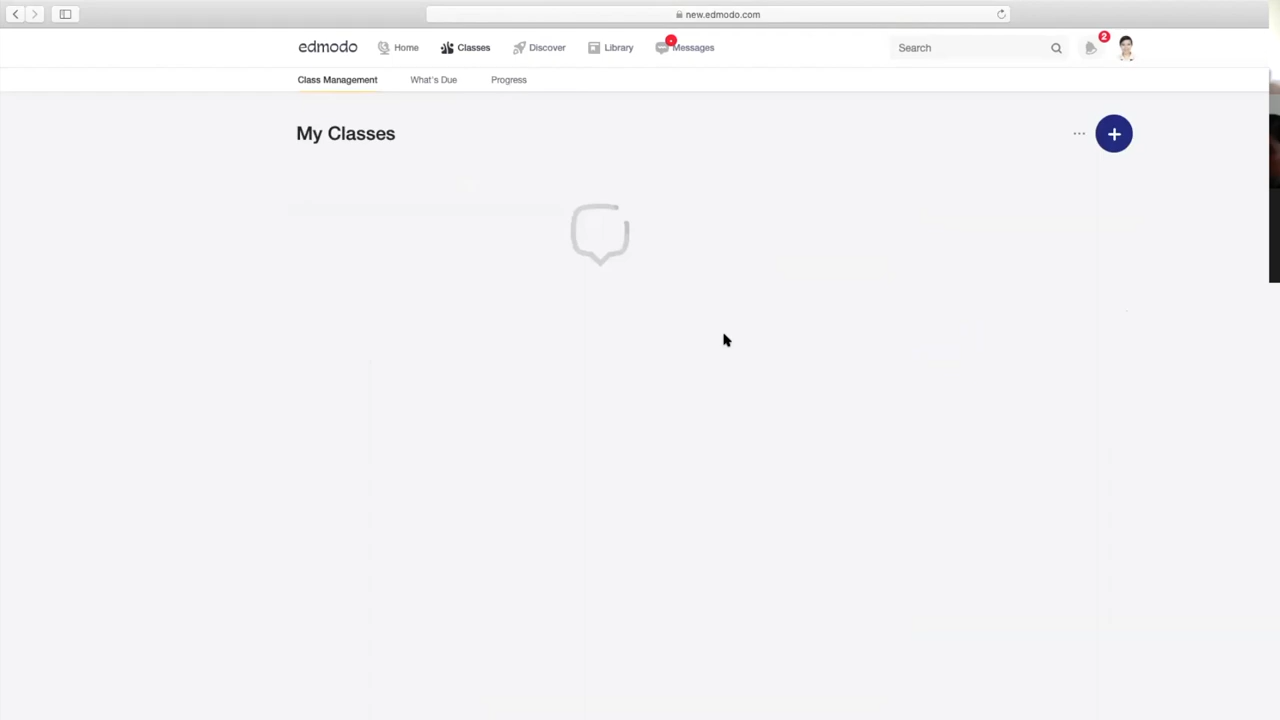 new.edmodo.com
edmodo Home Classes Discover Library Messages Search 2
Class Management What's Due Progress
My Classes